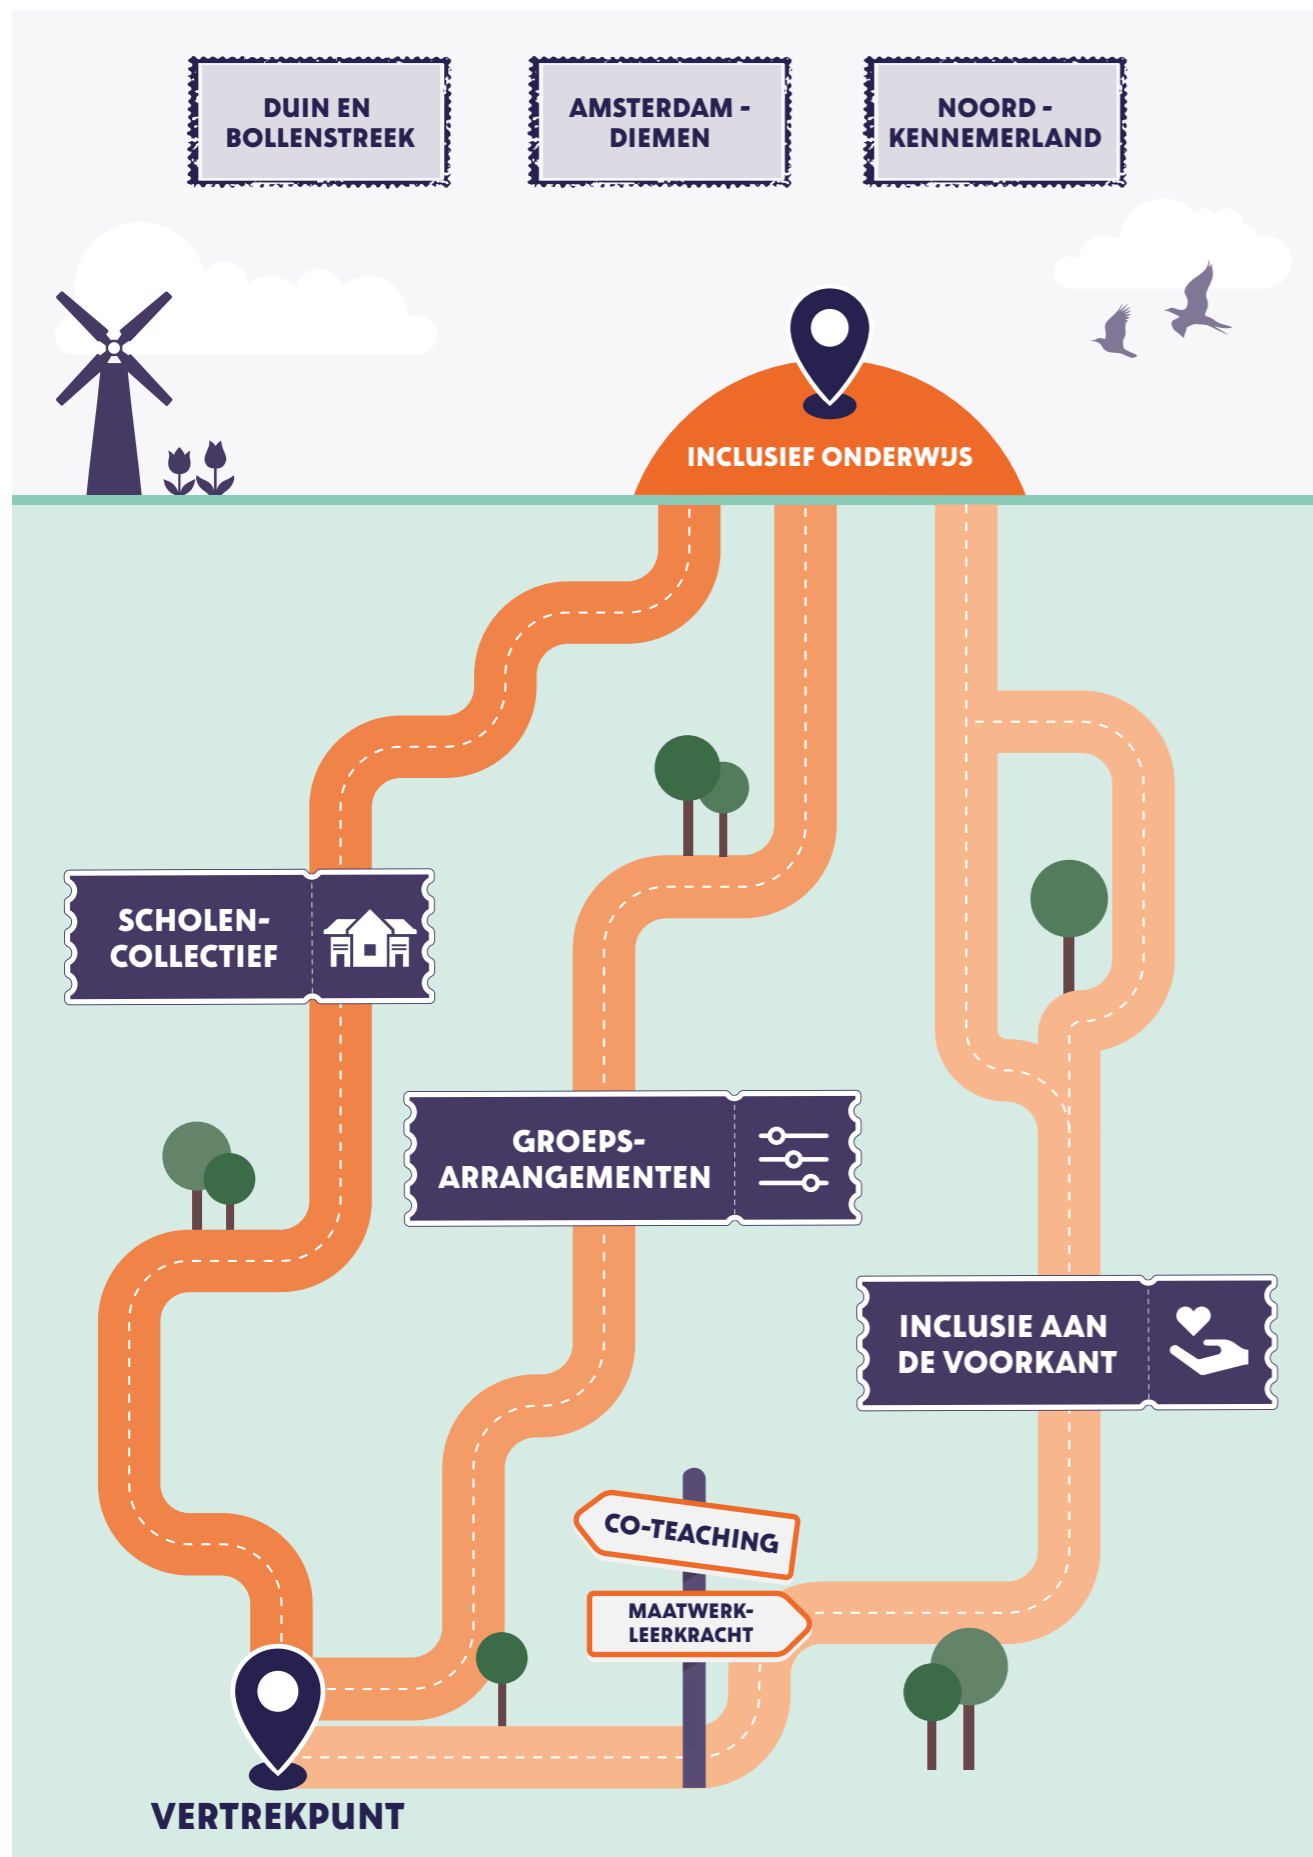 DUIN EN
BOLLENSTREEK
AMSTERDAM -
DIEMEN
NOORD -
KENNEMERLAND
INCLUSIEF ONDERWIJS
SCHOLEN-
COLLECTIEF
GROEPS-
ARRANGEMENTEN
INCLUSIE AAN
DE VOORKANT
CO-TEACHING
MAATWERK-
LEERKRACHT
VERTREKPUNT